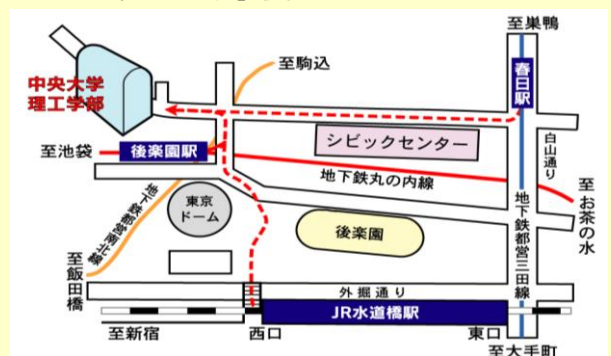 至巣鴨
至駒込
中央大学
理工学部
春日駅
シビックセンター
白山通り
至池袋
後楽園駅
地下鉄丸の内線
至お茶の水
東京
ドーム
地下鉄都営南北線
後楽園
地下鉄都営三田線
至飯田橋
外掘通り
JR水道橋駅
至新宿
西口
東口
至大手町